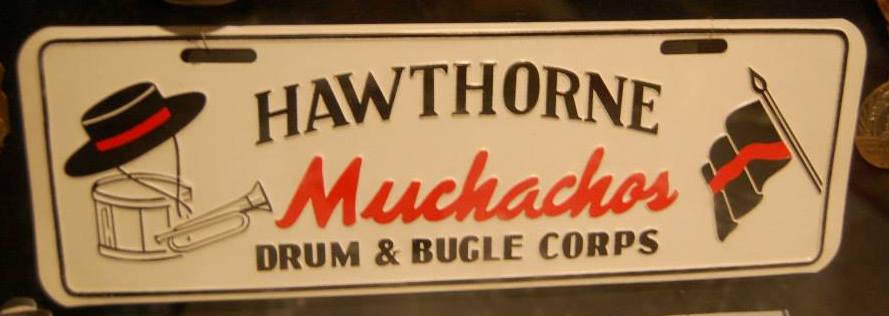 HAWTHORNE
Muchachos
DRUM & BUGLE CORPS